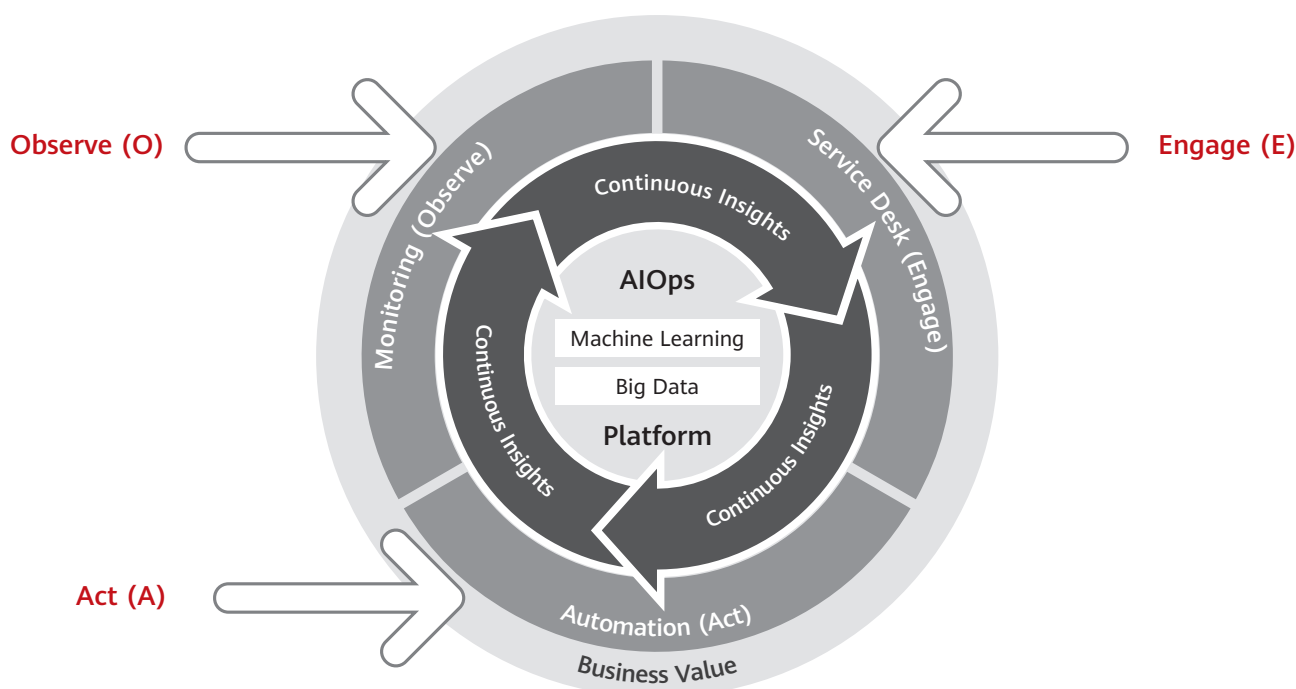 Observe (O)
Engage (E)
Monitoring (Observe)
Service Desk (Engage)
Continuous Insights
AIOps
Machine Learning
Big Data
Platform
Continuous Insights
Continuous Insights
Act (A)
Automation (Act)
Business Value